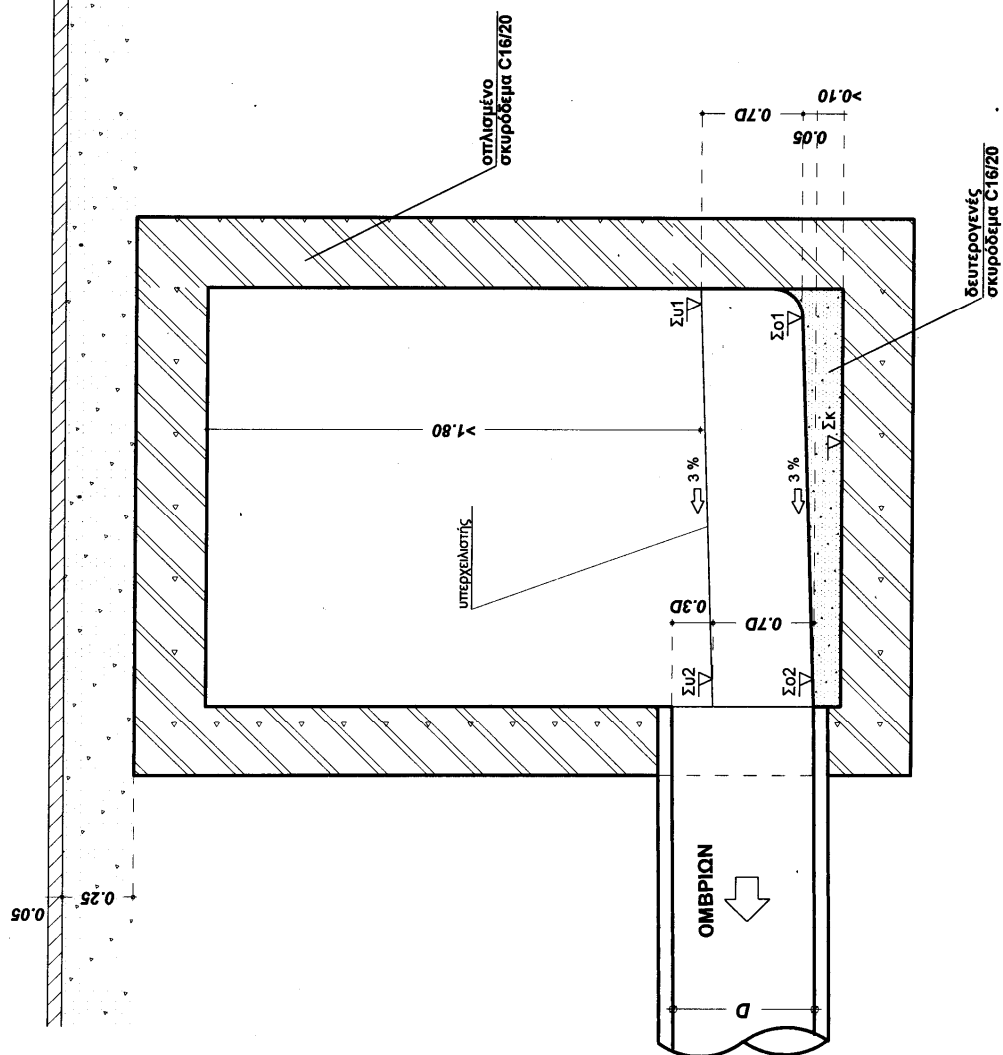 οπλισμένο
σκυρόδεμα C16/20
>0.10
0.7D
0.05
δευτερογενές
σκυρόδεμα C16/20
Συ1
Σο1
>1.80
Σκ
3 %
3 %
υπερχειλιστής
0.3D
0.7D
Συ2
Σο2
0.05
0.25
ΟΜΒΡΙΩΝ
D